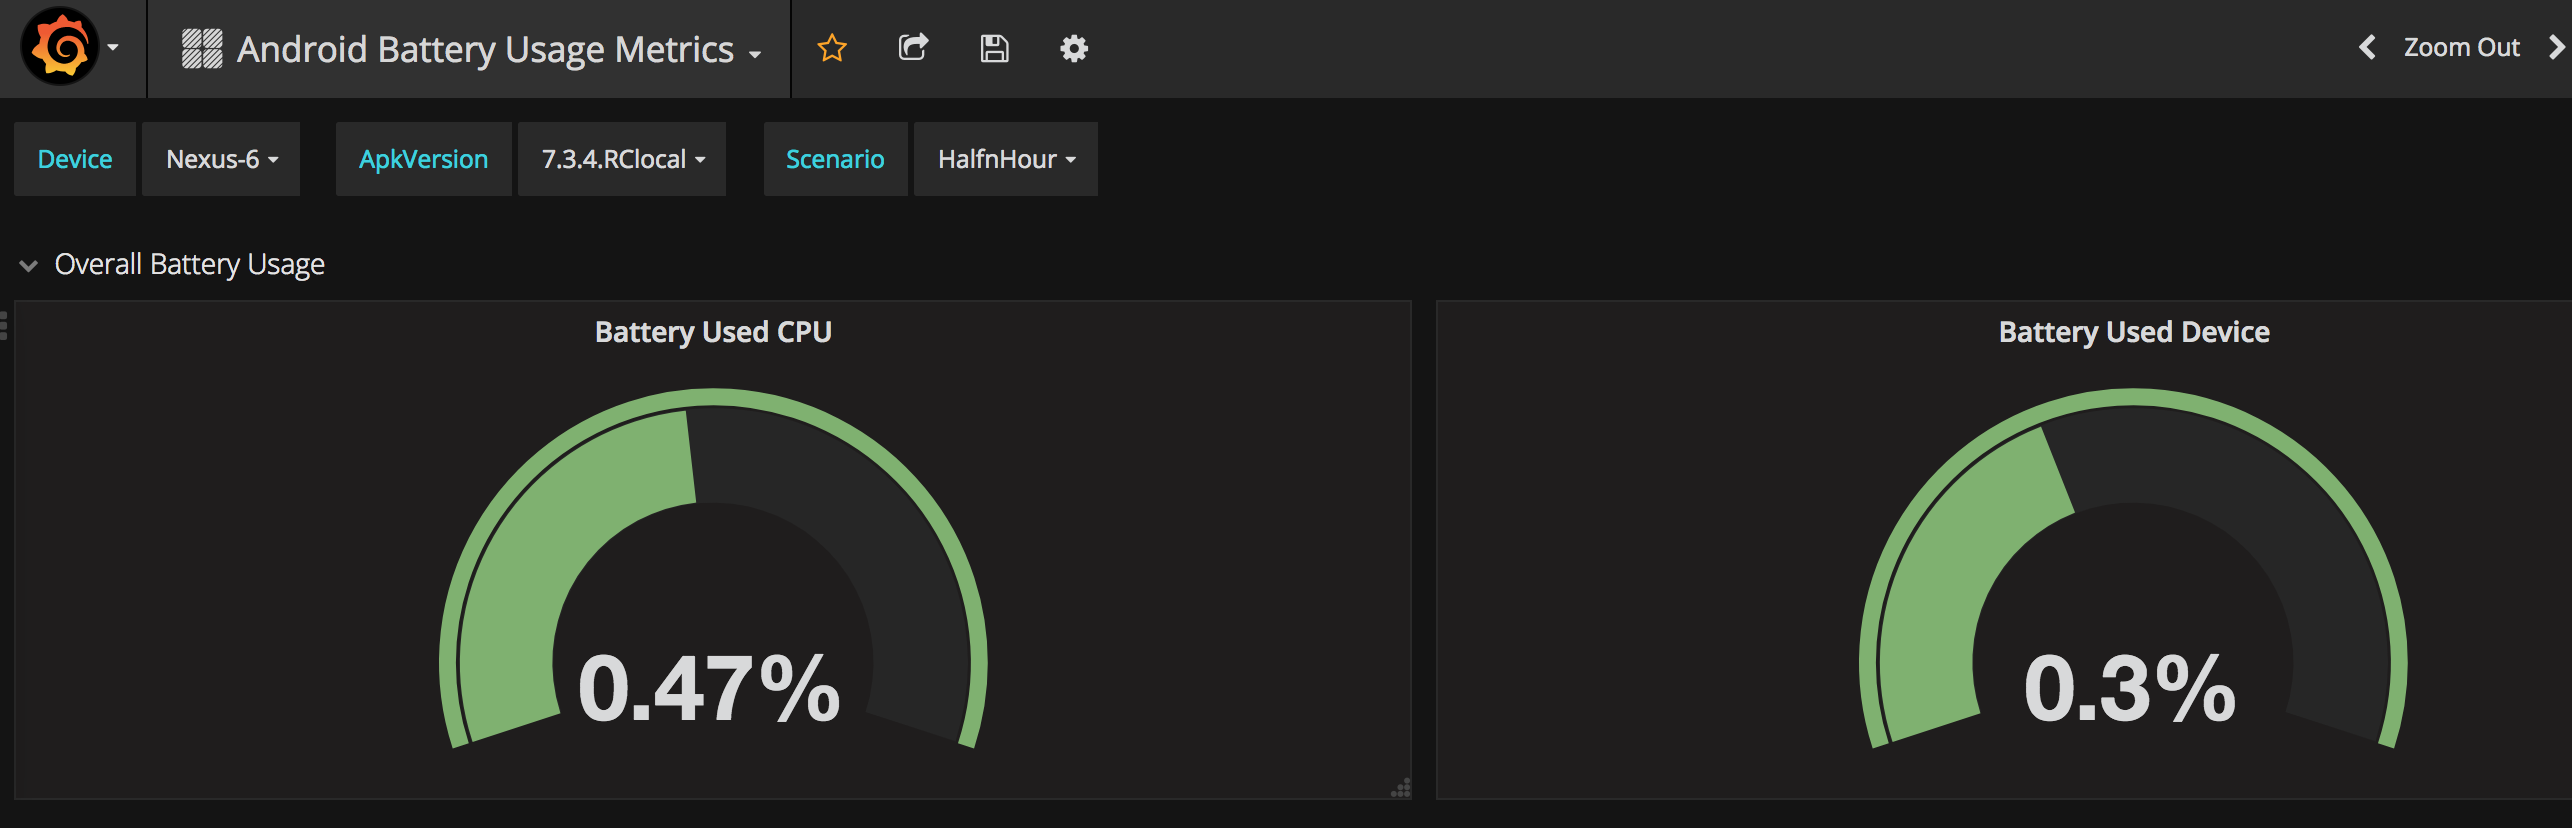 Android Battery Usage Metrics
Zoom Out
Device Nexus-6 ApkVersion 7.3.4.RClocal Scenario HalfnHour
Overall Battery Usage
Battery Used CPU
0.47%
Battery Used Device
0.3%